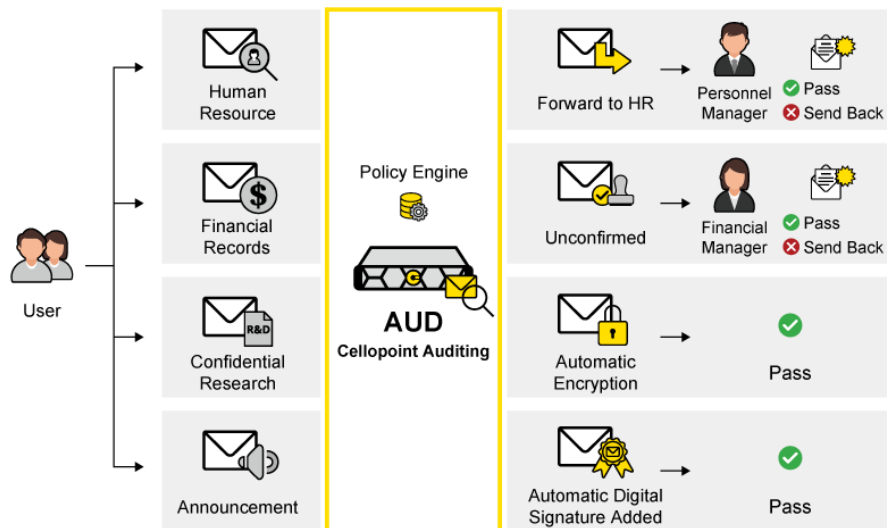 Human
Resource
Forward to HR
Personnel
Manager
Pass
Send Back
Policy Engine
$
Financial
Records
Unconfirmed
Financial
Manager
Pass
Send Back
User
AUD
Cellopoint Auditing
R&D
Confidential
Research
Automatic
Encryption
Pass
Announcement
Automatic Digital
Signature Added
Pass